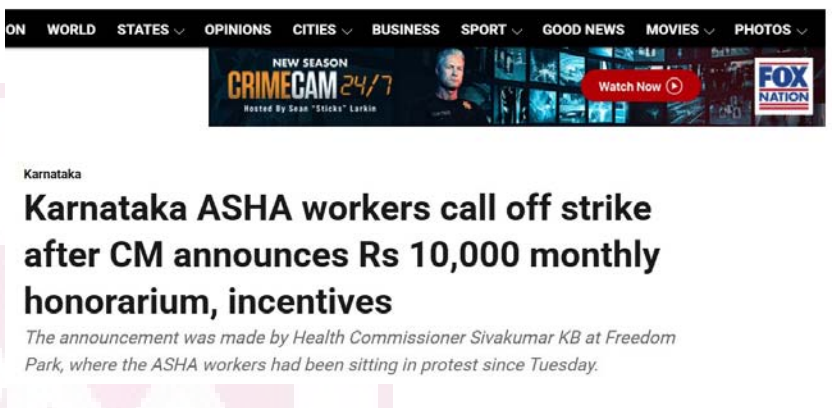 ON WORLD STATES OPINIONS CITIES BUSINESS SPORT GOOD NEWS MOVIES PHOTOS
NEW SEASON
CRIMECAM 24/7
Hosted By Sean "Sticks" Larkin
Watch Now
FOX
NATION
Karnataka
Karnataka ASHA workers call off strike
after CM announces Rs 10,000 monthly
honorarium, incentives
The announcement was made by Health Commissioner Sivakumar KB at Freedom
Park, where the ASHA workers had been sitting in protest since Tuesday.